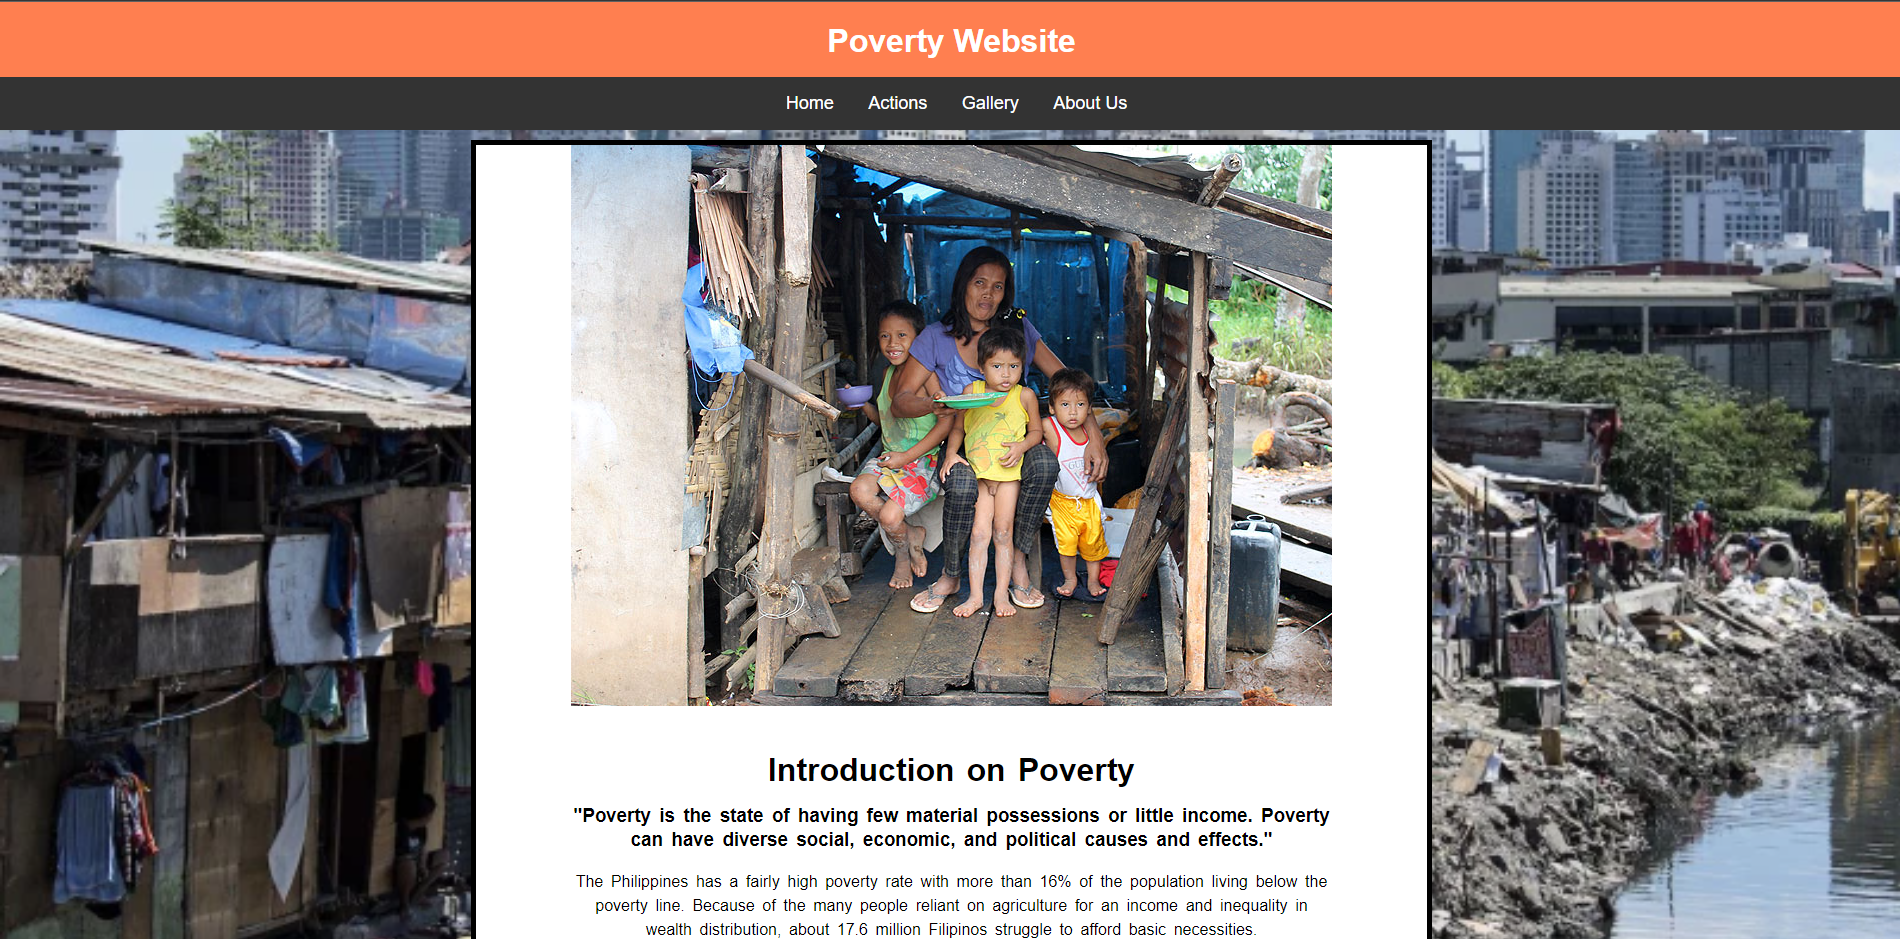 Poverty Website
Home Actions Gallery About Us
Introduction on Poverty
"Poverty is the state of having few material possessions or little income. Poverty
can have diverse social, economic, and political causes and effects."
The Philippines has a fairly high poverty rate with more than 16% of the population living below the
poverty line. Because of the many people reliant on agriculture for an income and inequality in
wealth distribution, about 17.6 million Filipinos struggle to afford basic necessities.